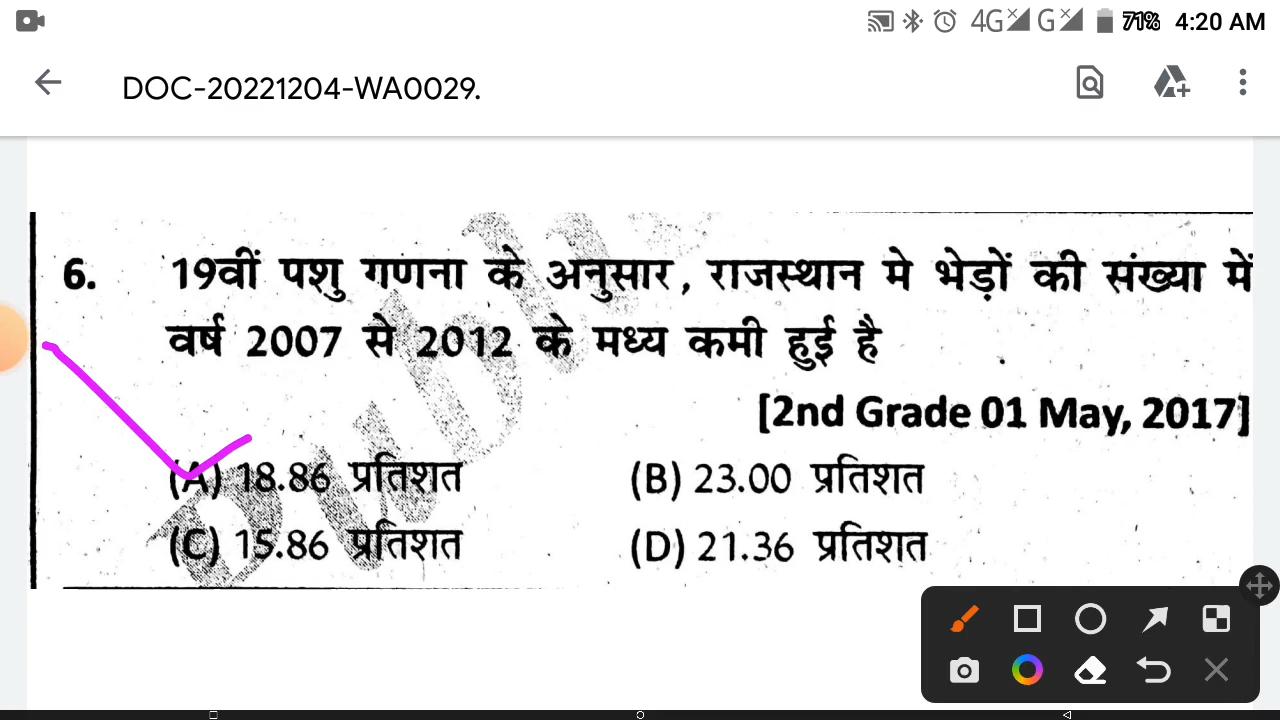 4G G 71% 4:20 AM
DOC-20221204-WA0029.
6. 19वीं पशु गणना के अनुसार, राजस्थान मे भेड़ों की संख्या में
वर्ष 2007 से 2012 के मध्य कमी हुई है
[2nd Grade 01 May, 2017]
(A) 18.86 प्रतिशत (B) 23.00 प्रतिशत
(C) 15.86 प्रतिशत (D) 21.36 प्रतिशत